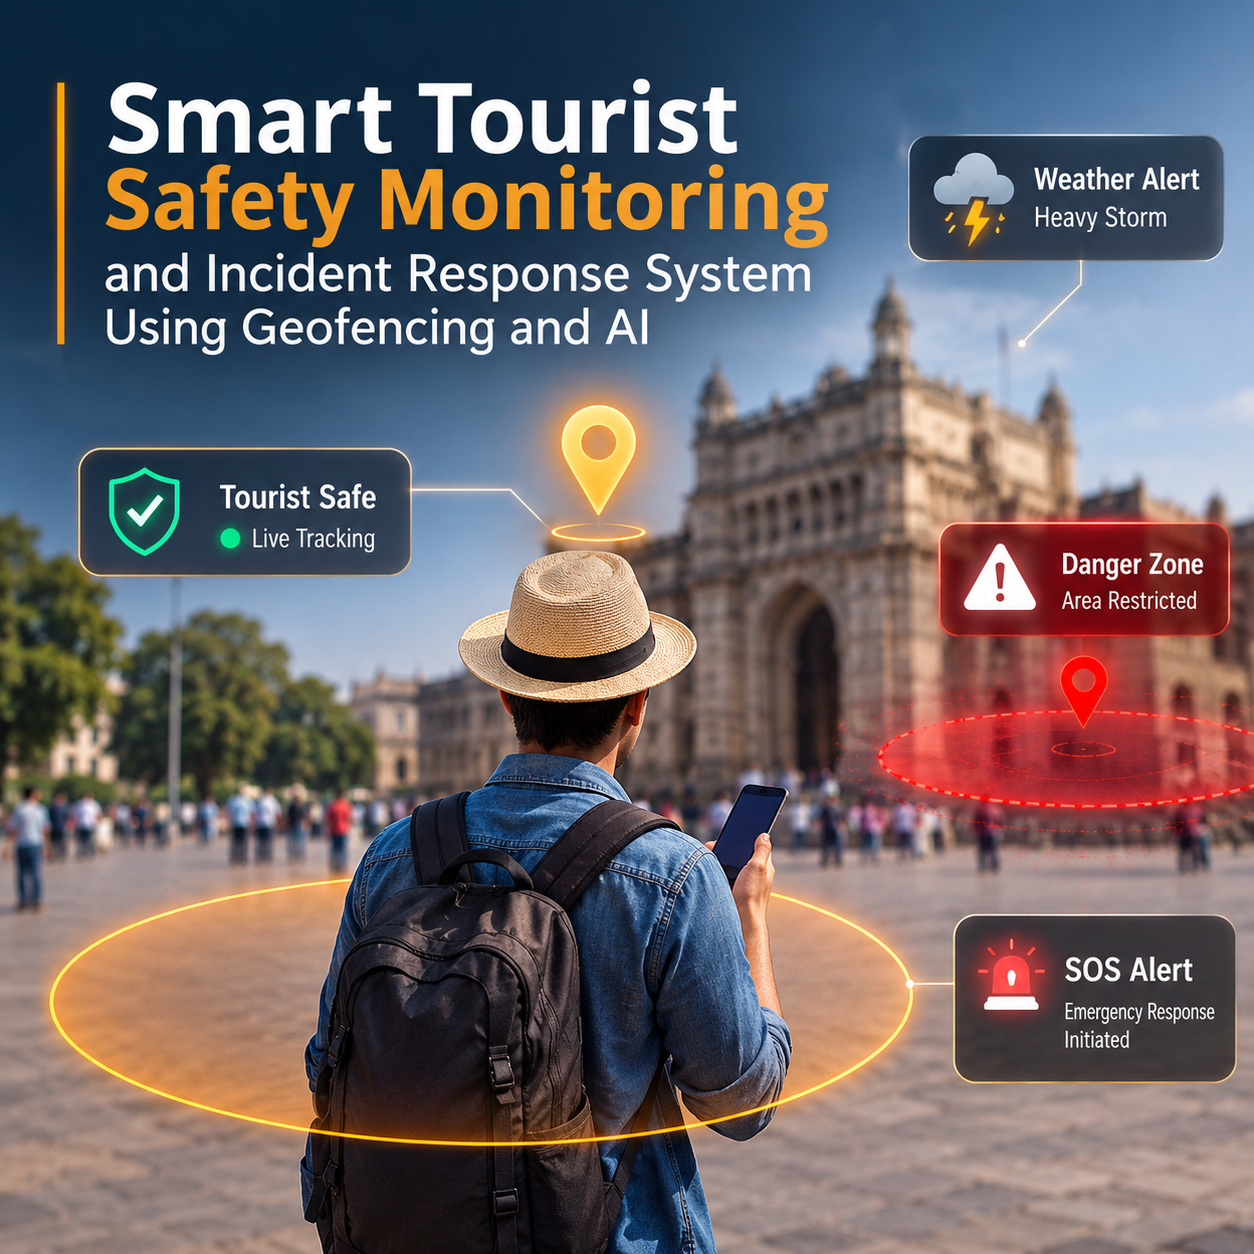 Smart Tourist
Safety Monitoring
and Incident Response System
Using Geofencing and AI
Weather Alert
Heavy Storm
Tourist Safe
Live Tracking
Danger Zone
Area Restricted
SOS Alert
Emergency Response
Initiated